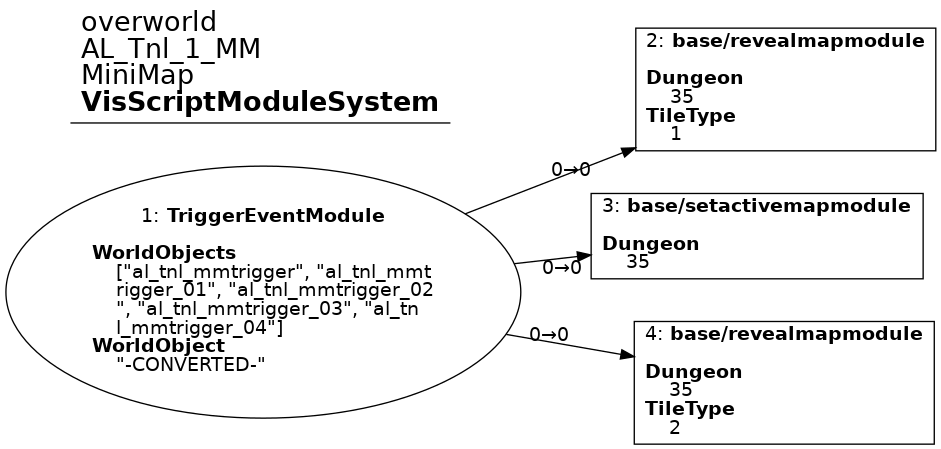 overworld
AL_Tnl_1_MM
MiniMap
VisScriptModuleSystem
1: TriggerEventModule
WorldObjects
["al_tnl_mmtrigger", "al_tnl_mmt
rigger_01", "al_tnl_mmtrigger_02
", "al_tnl_mmtrigger_03", "al_tn
l_mmtrigger_04"]
WorldObject
"-CONVERTED-"
0→0
0→0
0→0
2: base/revealmapmodule
Dungeon
35
TileType
1
3: base/setactivemapmodule
Dungeon
35
4: base/revealmapmodule
Dungeon
35
TileType
2